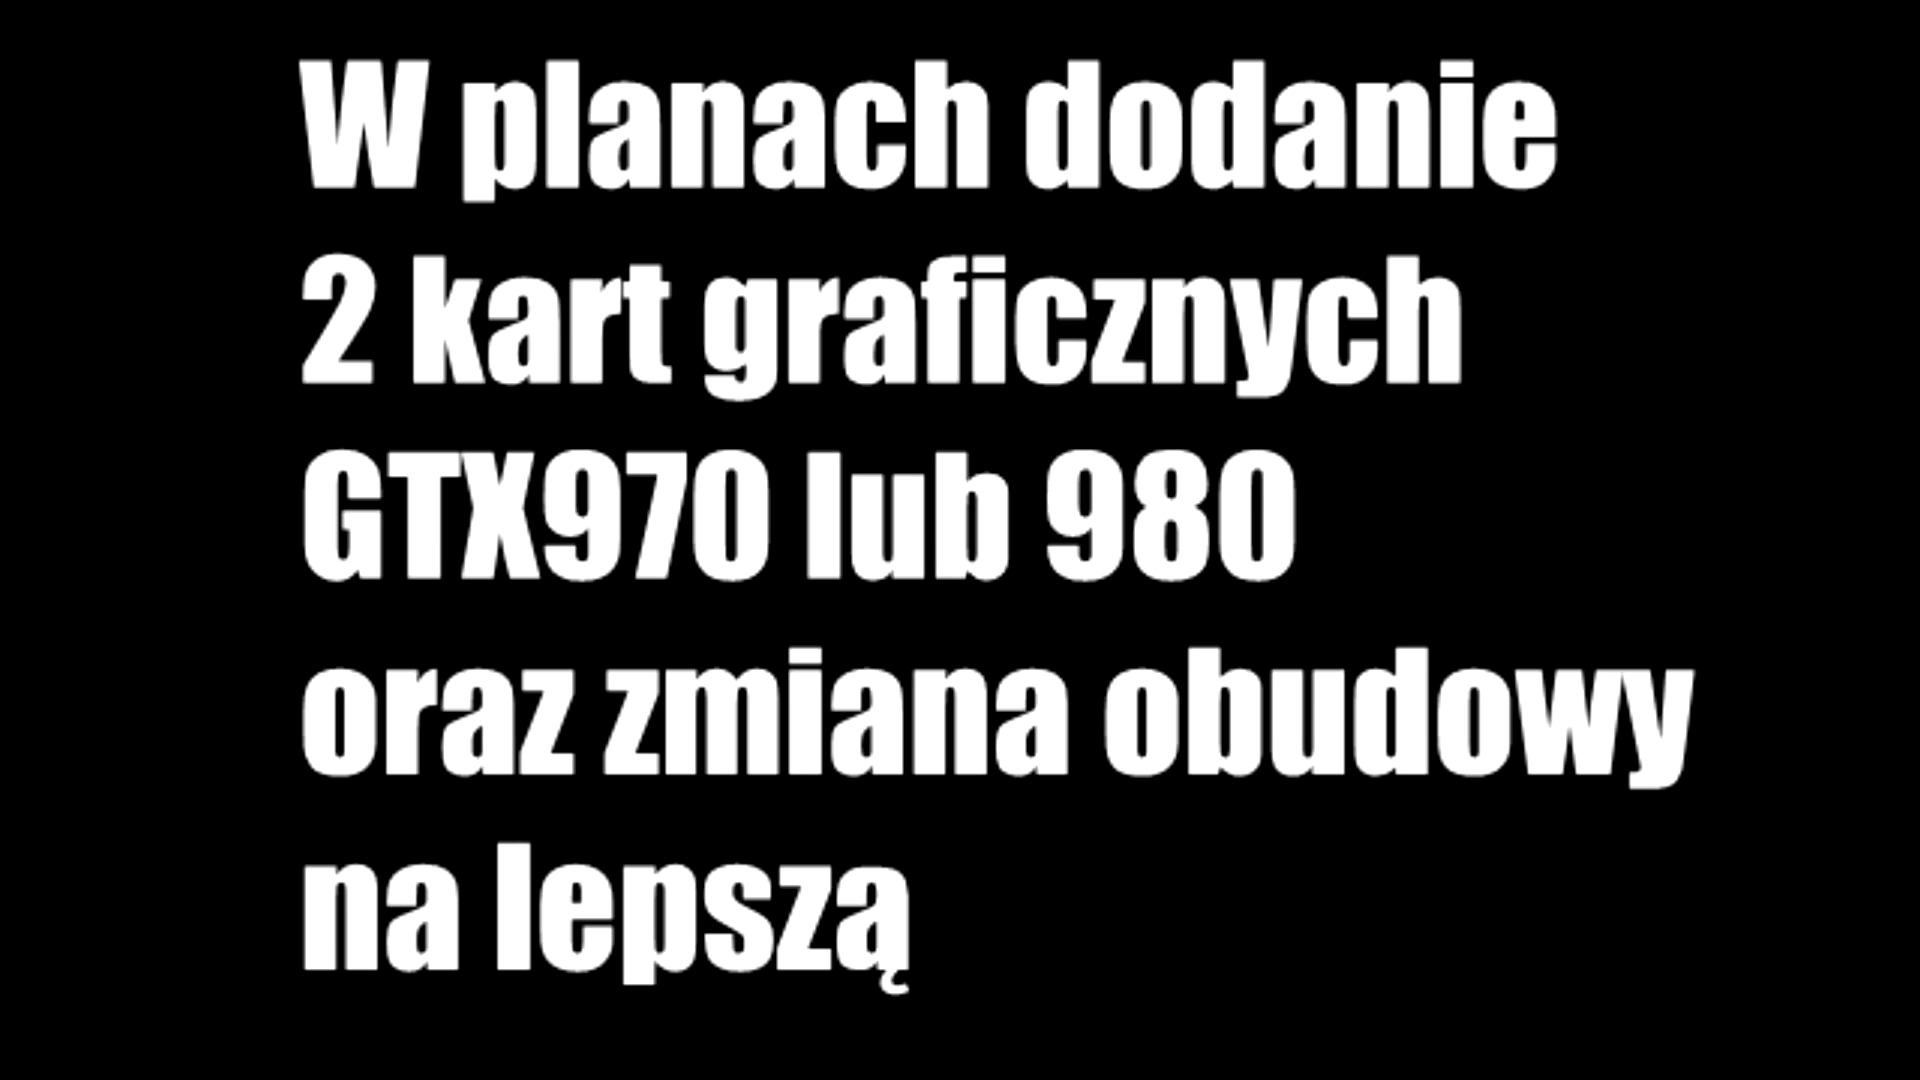 W planach dodanie
2 kart graficznych
GTX970 lub 980
oraz zmiana obudowy
na lepszą